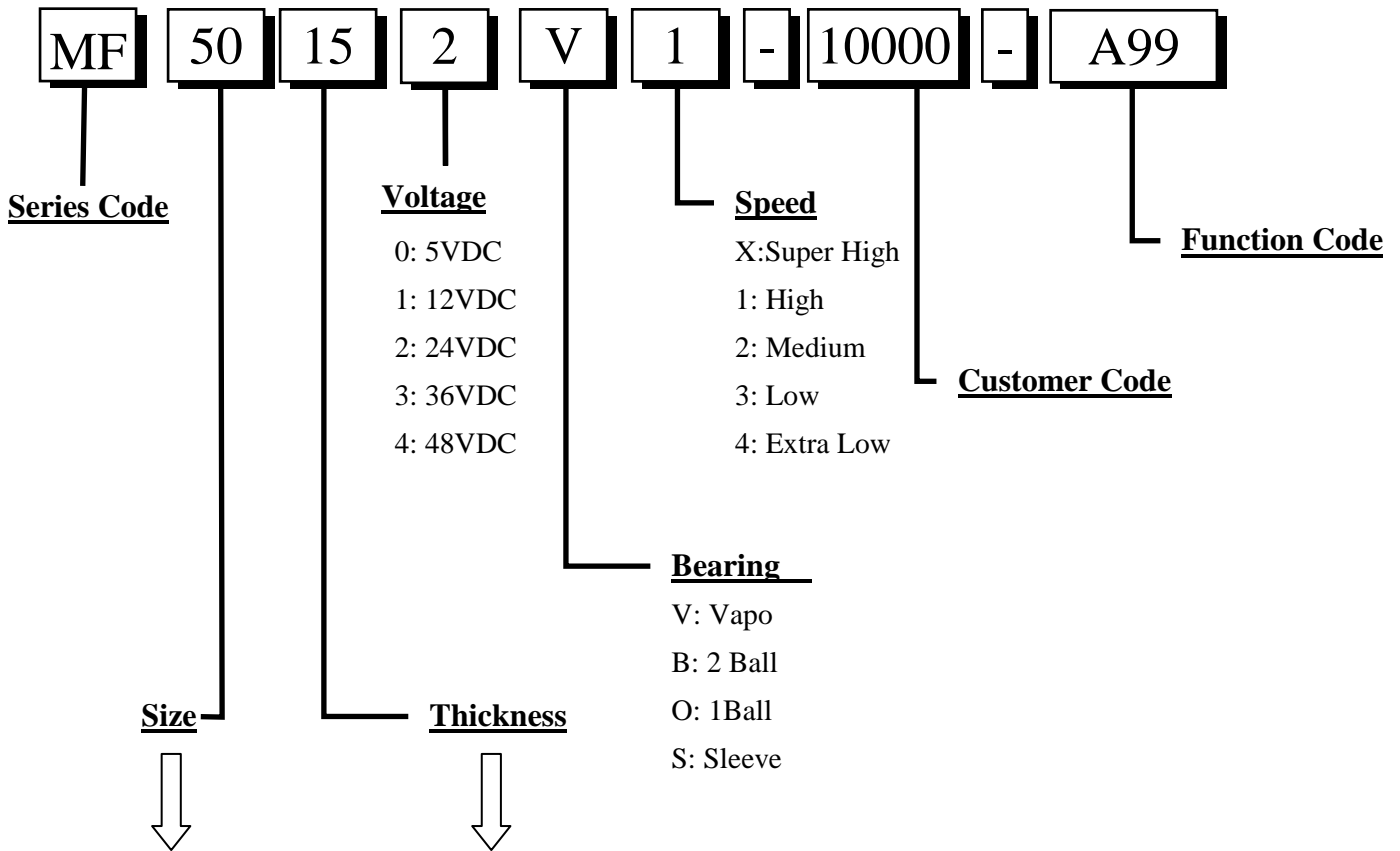 MF 50 15 2 V 1 - 10000 - A99
Series Code
Voltage
0: 5VDC
1: 12VDC
2: 24VDC
3: 36VDC
4: 48VDC
Speed
X:Super High
1: High
2: Medium
3: Low
4: Extra Low
Function Code
Customer Code
Bearing
V: Vapo
B: 2 Ball
O: 1Ball
S: Sleeve
Size
Thickness